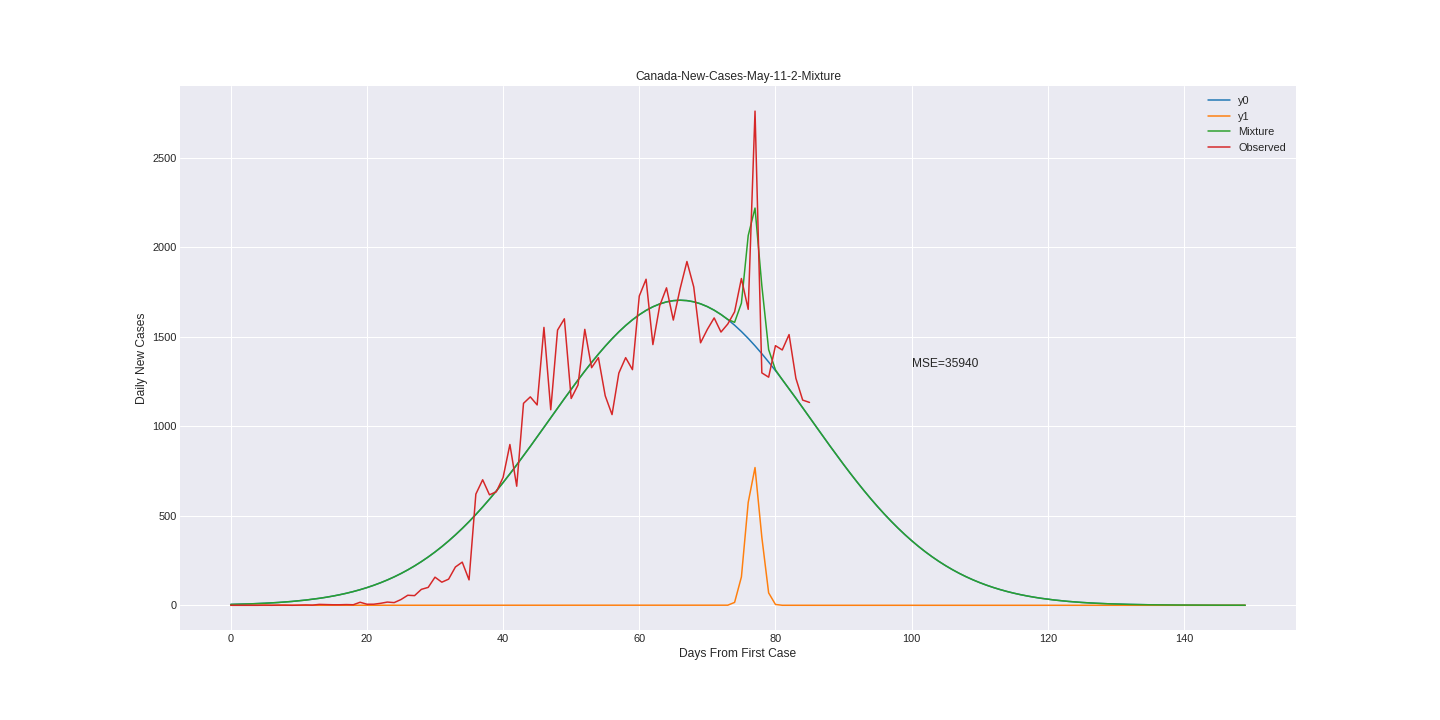 Canada-New-Cases-May-11-2-Mixture
y0
y1
Mixture
Observed
2500
2000
1500
1000
500
0
Daily New Cases
MSE=35940
0 20 40 60 80 100 120 140
Days From First Case